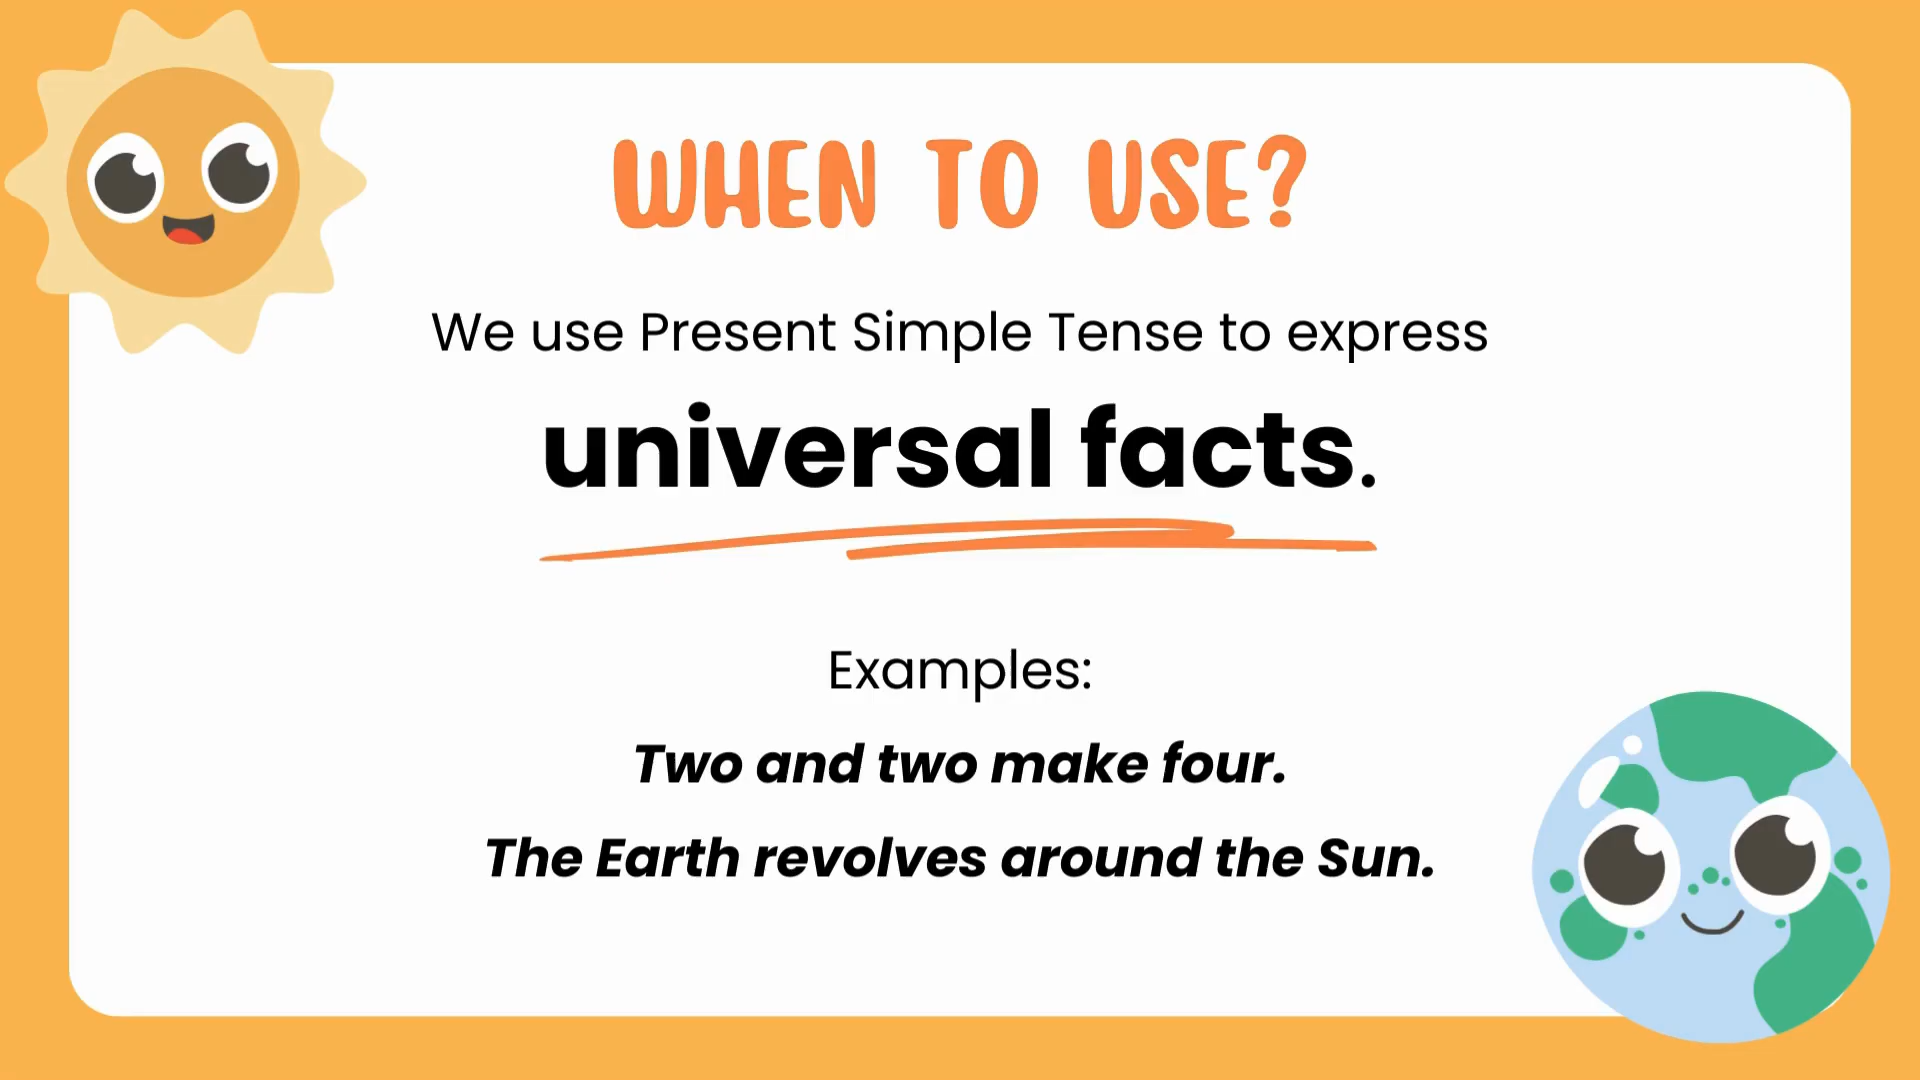 WHEN TO USE?
We use Present Simple Tense to express
universal facts.
Examples:
Two and two make four.
The Earth revolves around the Sun.